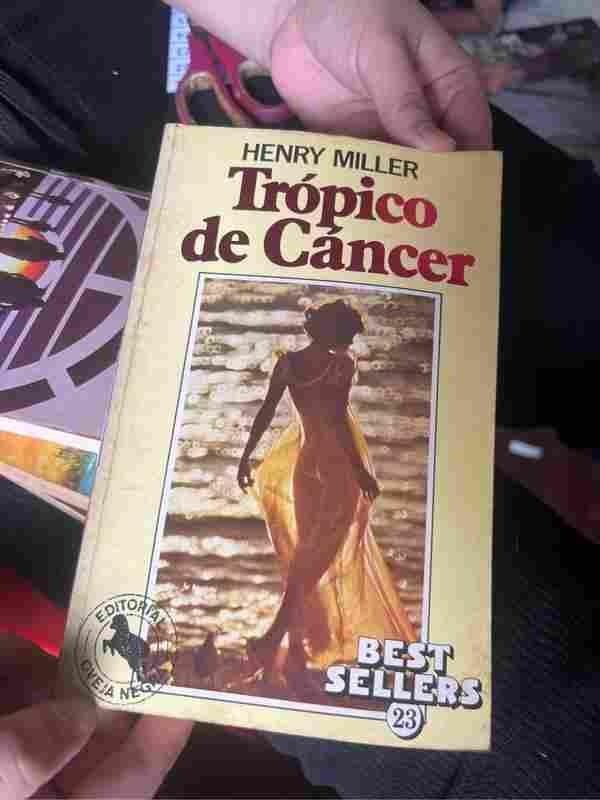 HENRY MILLER
Trópico
de Cáncer
EDITORIAL
OVEJA NEGRA
BEST
SELLERS
23